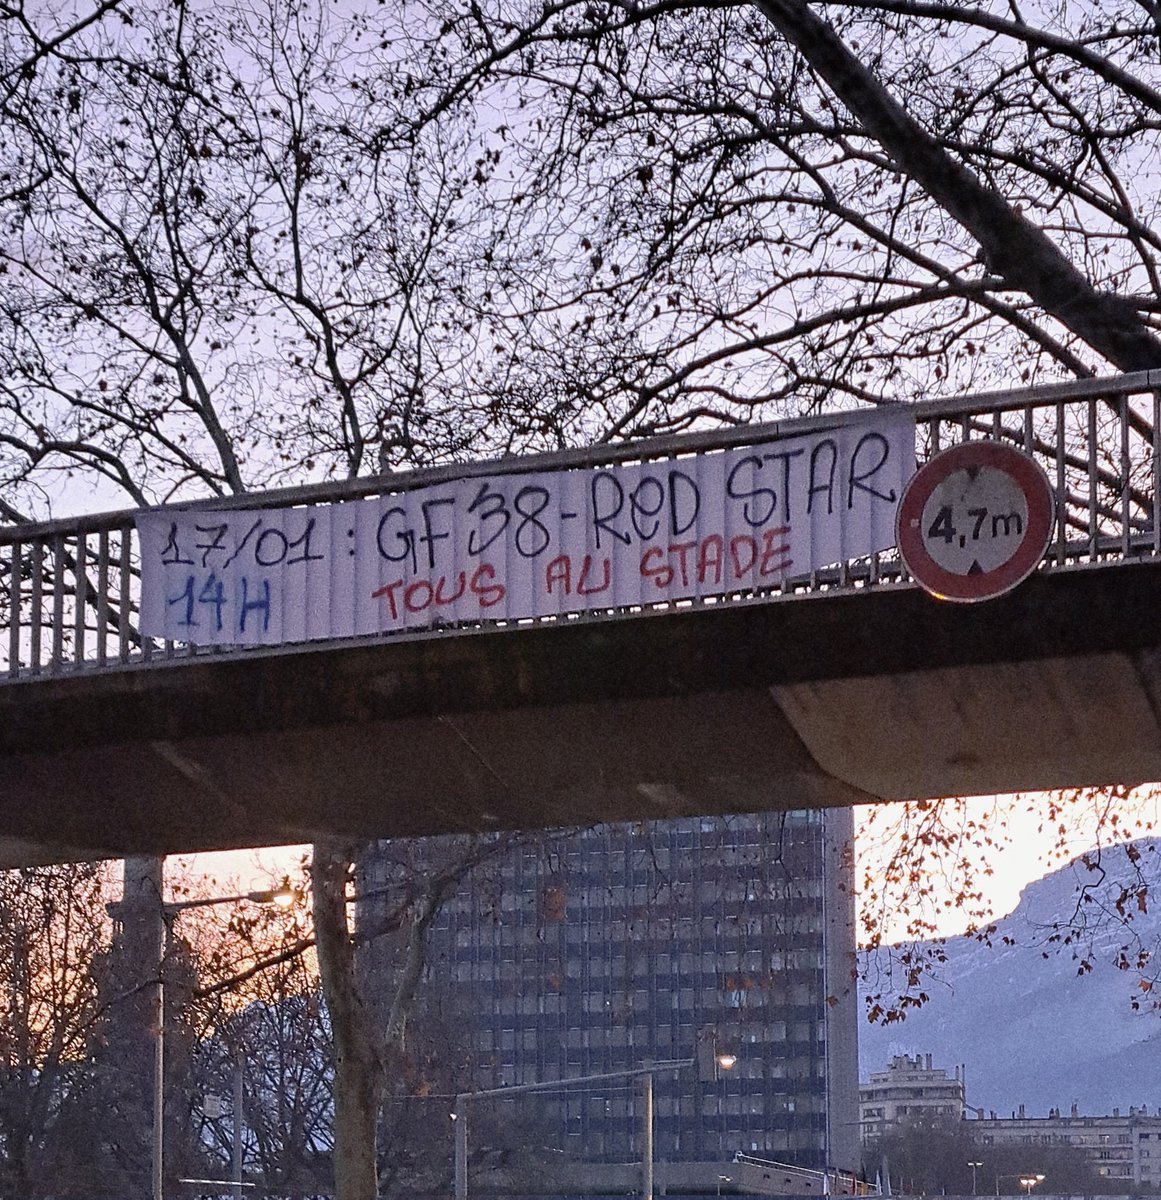 17/01 : GF38-ReD STAR
14H TOUS AU STADE
4,7m